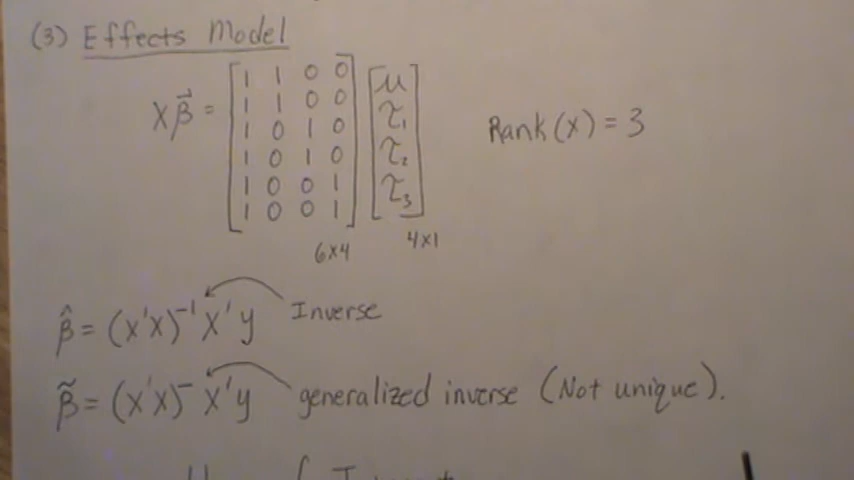 (3) Effects Model
Xβ⃗ = [1 1 0 0] [μ]
1 1 0 0 τ₁
1 0 1 0 τ₂
1 0 1 0 τ₃
1 0 0 1
1 0 0 1
Rank(X) = 3
6x4 4x1
β̂ = (X'X)⁻¹ X'y Inverse
β̃ = (X'X)⁻ X'y generalized inverse (Not unique).